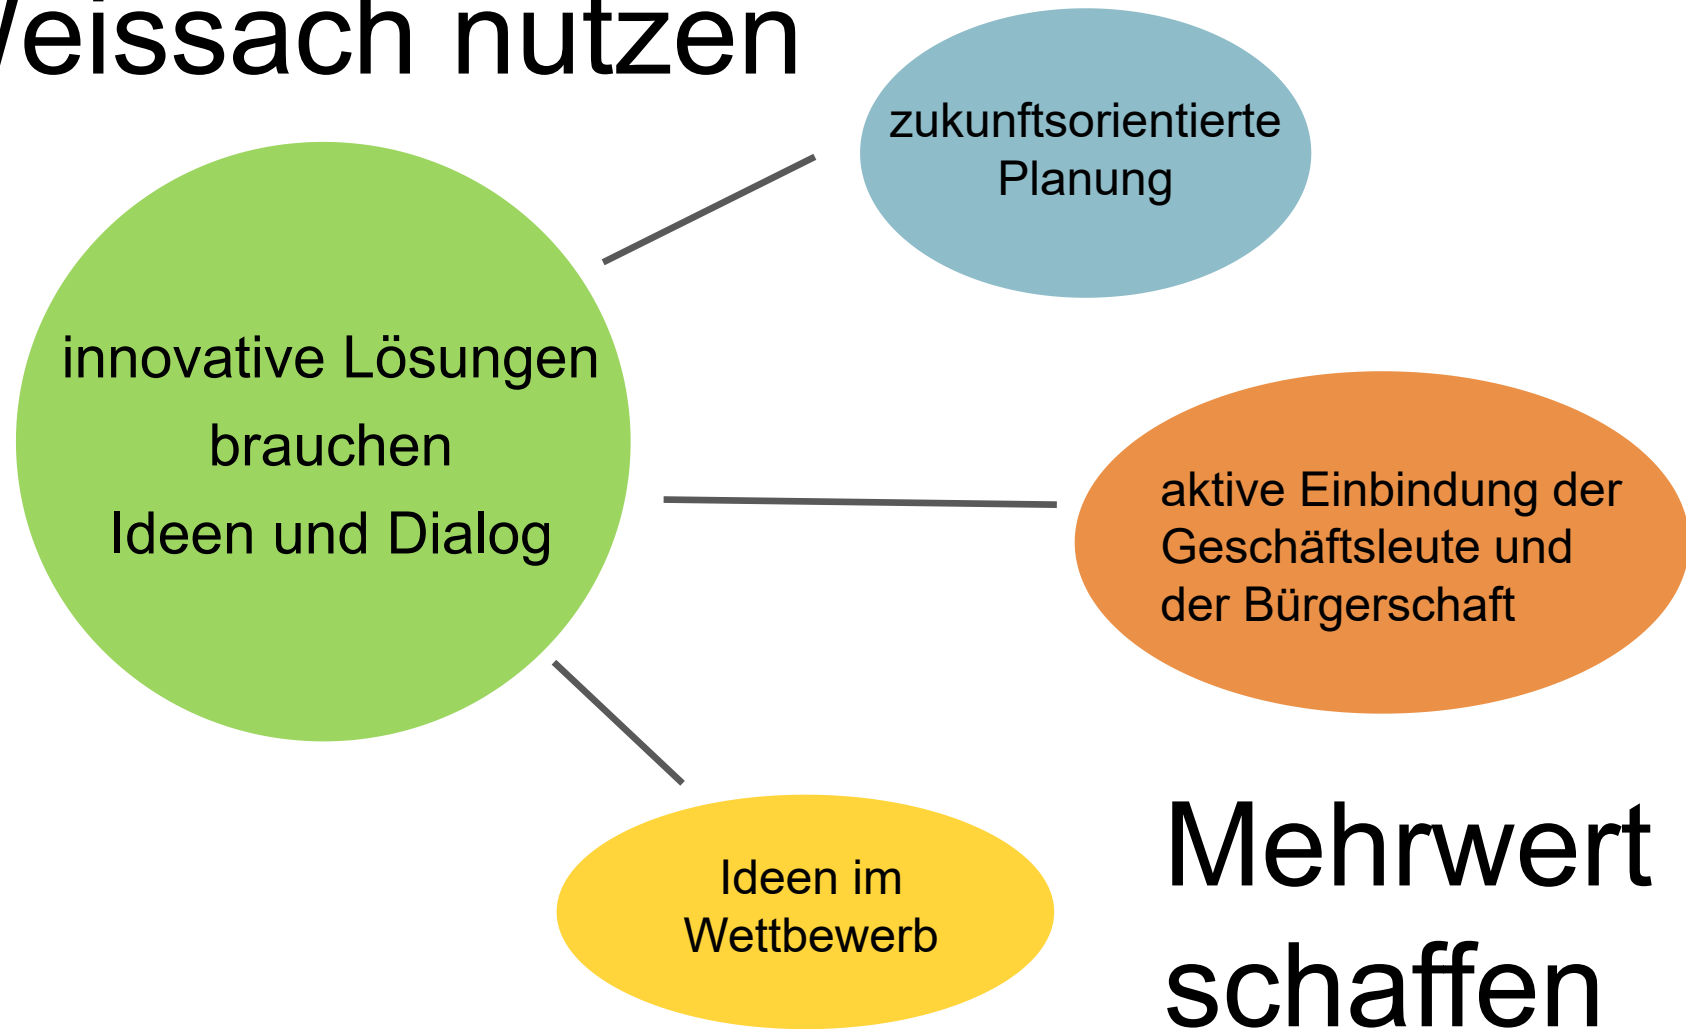 Weissach nutzen
zukunftsorientierte
Planung
innovative Lösungen
brauchen
Ideen und Dialog
aktive Einbindung der
Geschäftsleute und
der Bürgerschaft
Ideen im
Wettbewerb
Mehrwert
schaffen